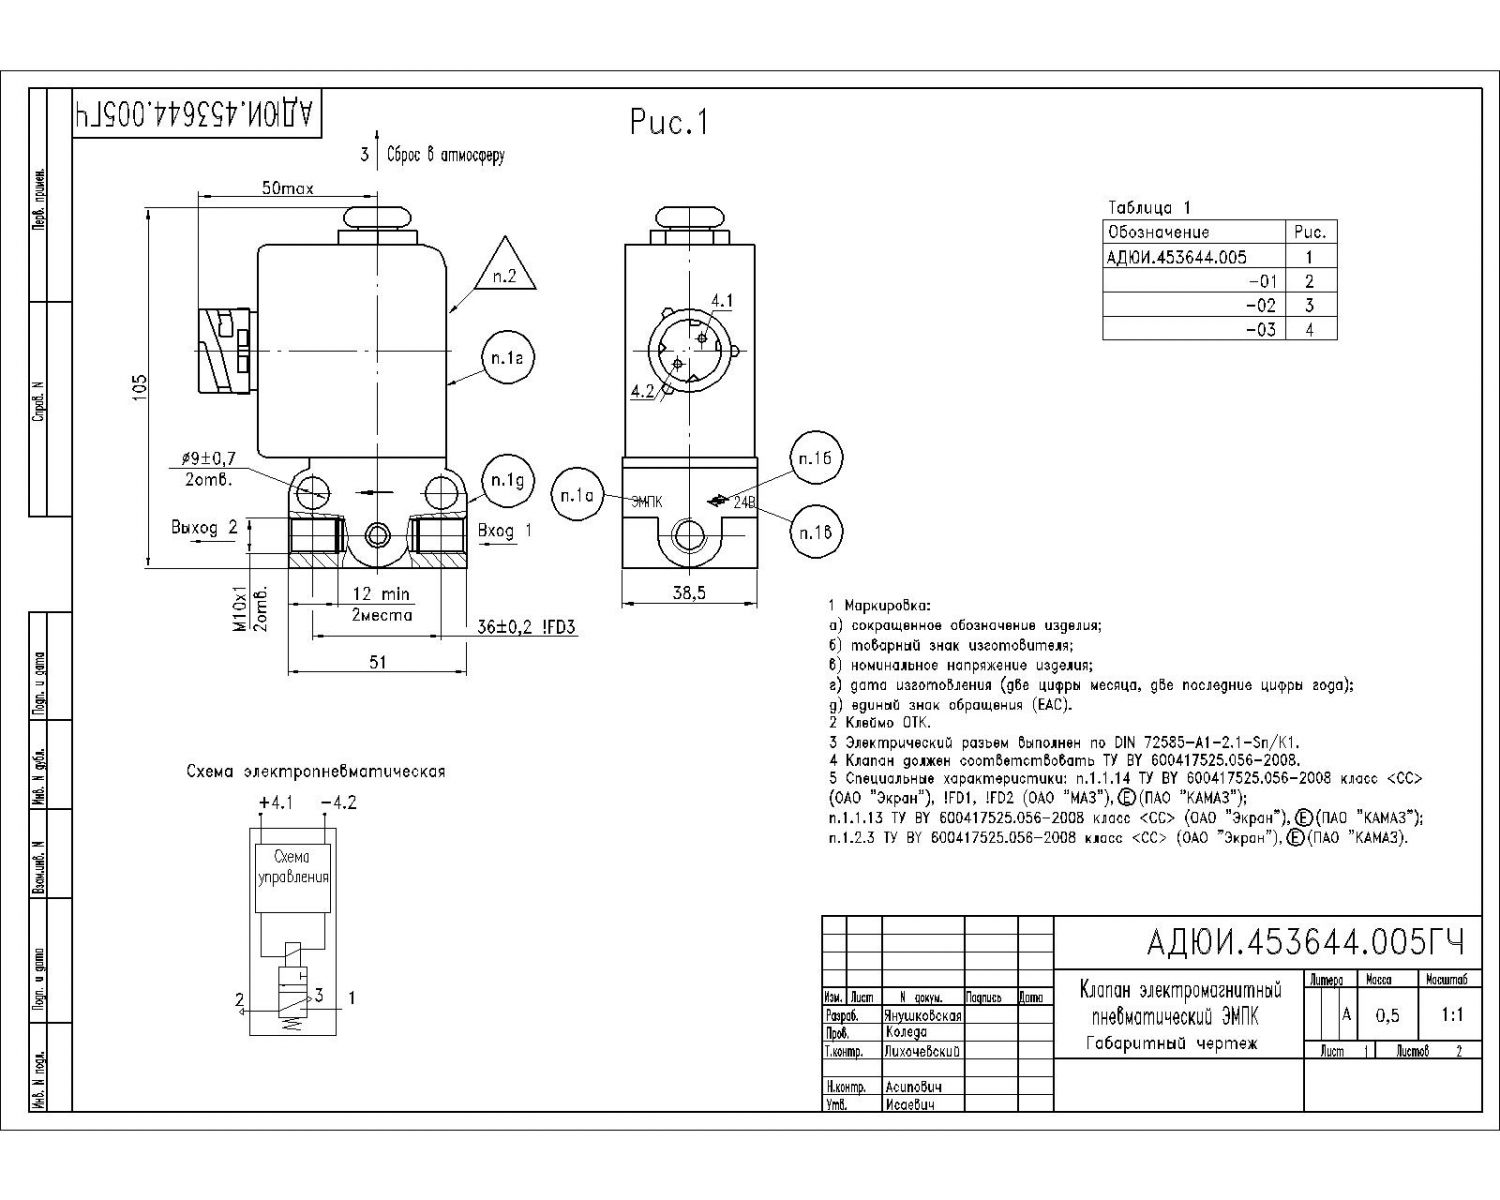 АДЮИ.453644.005ГЧ
Рис.1
3 Сброс в атмосферу
50max
п.2
п.1г
105
ø9±0,7
2отв.
п.1д
Выход 2
Вход 1
М10х1
2отв.
12 min
2места
36±0,2 !FD3
51
4.1
4.2
п.1а
ЭМПК
24В
п.1б
п.1в
38,5
Таблица 1
Обозначение Рис.
АДЮИ.453644.005 1
-01 2
-02 3
-03 4
1 Маркировка:
а) сокращенное обозначение изделия;
б) товарный знак изготовителя;
в) номинальное напряжение изделия;
г) дата изготовления (две цифры месяца, две последние цифры года);
д) единый знак обращения (ЕАС).
2 Клеймо ОТК.
3 Электрический разъем выполнен по DIN 72585-A1-2.1-Sn/K1.
4 Клапан должен соответствовать ТУ BY 600417525.056-2008.
5 Специальные характеристики: п.1.1.14 ТУ BY 600417525.056-2008 класс <СС>
(ОАО "Экран"), !FD1, !FD2 (ОАО "МАЗ"), Ⓔ (ПАО "КАМАЗ");
п.1.1.13 ТУ BY 600417525.056-2008 класс <СС> (ОАО "Экран"), Ⓔ (ПАО "КАМАЗ");
п.1.2.3 ТУ BY 600417525.056-2008 класс <СС> (ОАО "Экран"), Ⓔ (ПАО "КАМАЗ).
Схема электропневматическая
+4.1 -4.2
Схема
управления
2 3 1
Перв. примен.
Справ. N
Подп. и дата
Инв. N дубл.
Взам.инв. N
Подп. и дата
Инв. N подл.
АДЮИ.453644.005ГЧ
Изм. Лист N докум. Подпись Дата
Разраб. Янушковская
Пров. Коледа
Т.контр. Лихачевский
Н.контр. Асипович
Утв. Исаевич
Клапан электромагнитный
пневматический ЭМПК
Габаритный чертеж
Литера Масса Масштаб
А 0,5 1:1
Лист 1 Листов 2